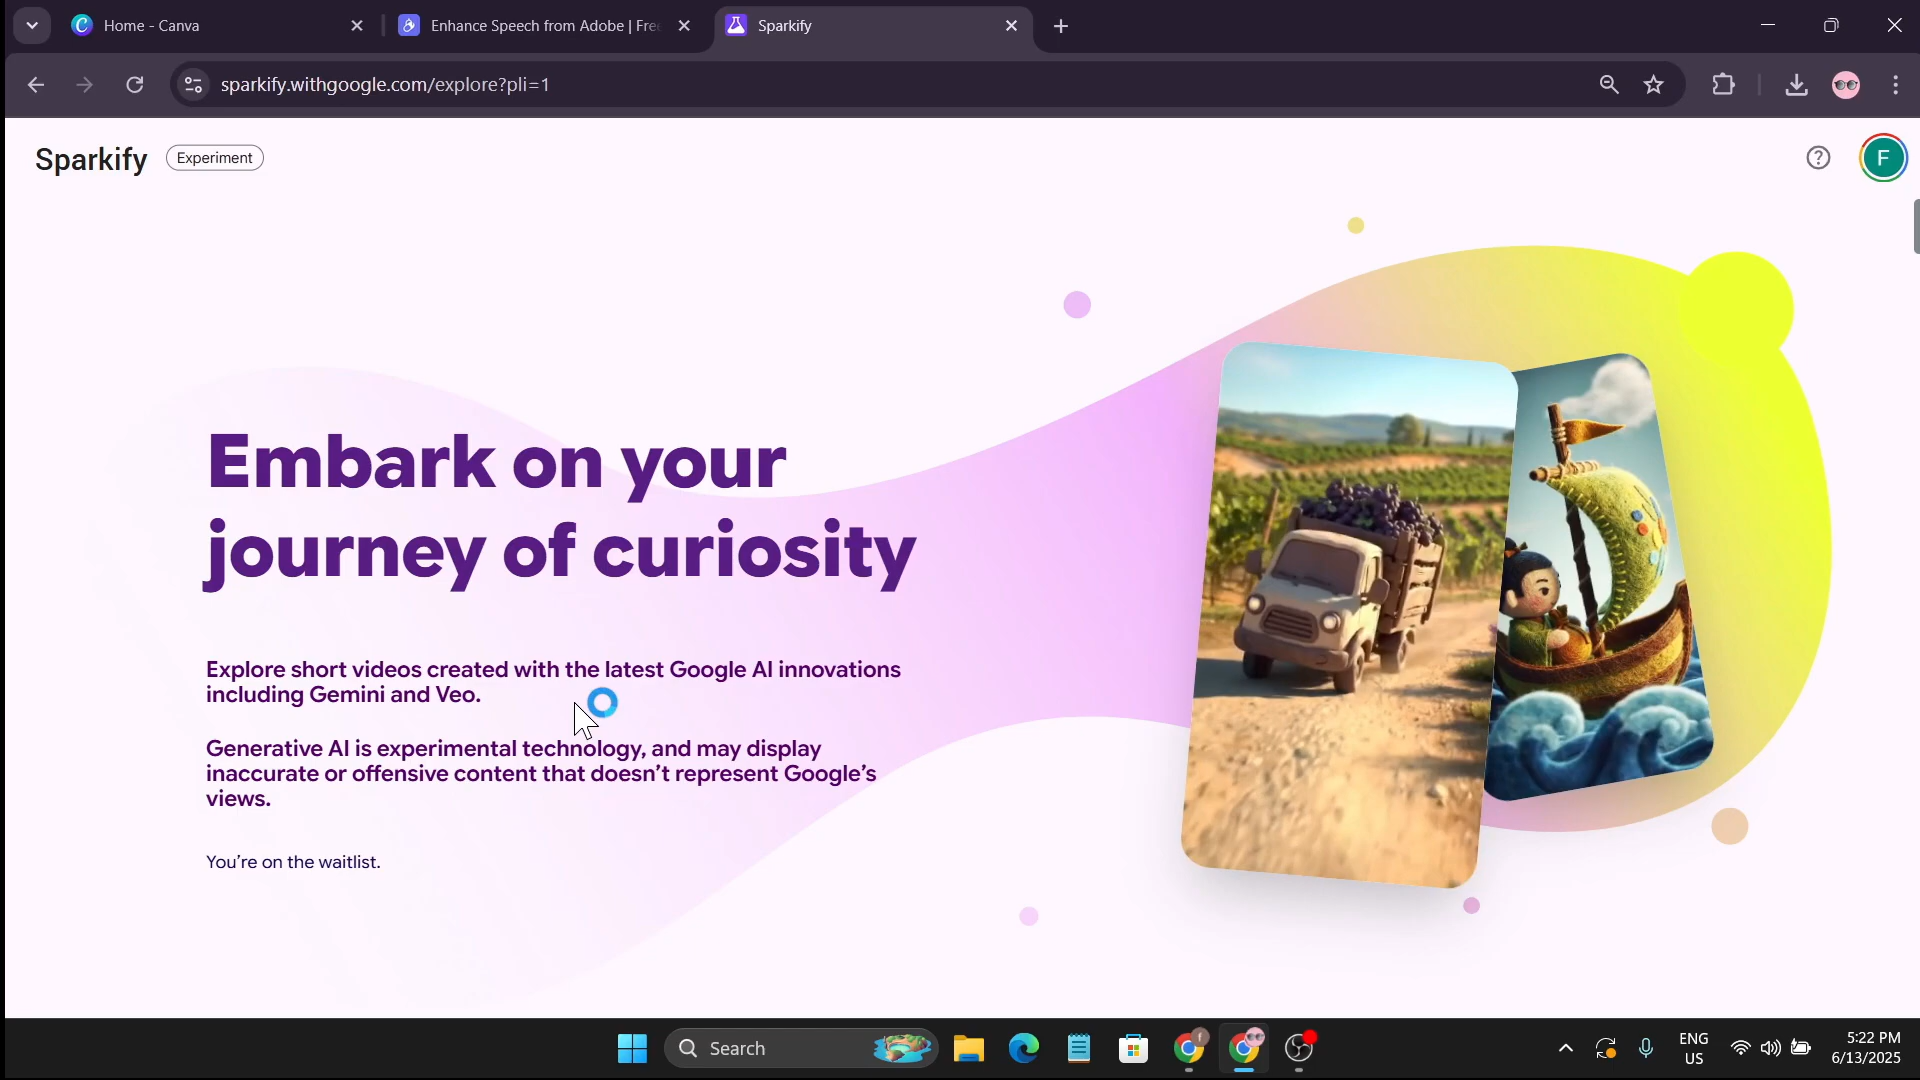 Home - Canva
Enhance Speech from Adobe | Fre
Sparkify
sparkify.withgoogle.com/explore?pli=1
Sparkify
Experiment
F
Embark on your
journey of curiosity
Explore short videos created with the latest Google AI innovations
including Gemini and Veo.
Generative AI is experimental technology, and may display
inaccurate or offensive content that doesn’t represent Google’s
views.
You’re on the waitlist.
Search
ENG
US
5:22 PM
6/13/2025